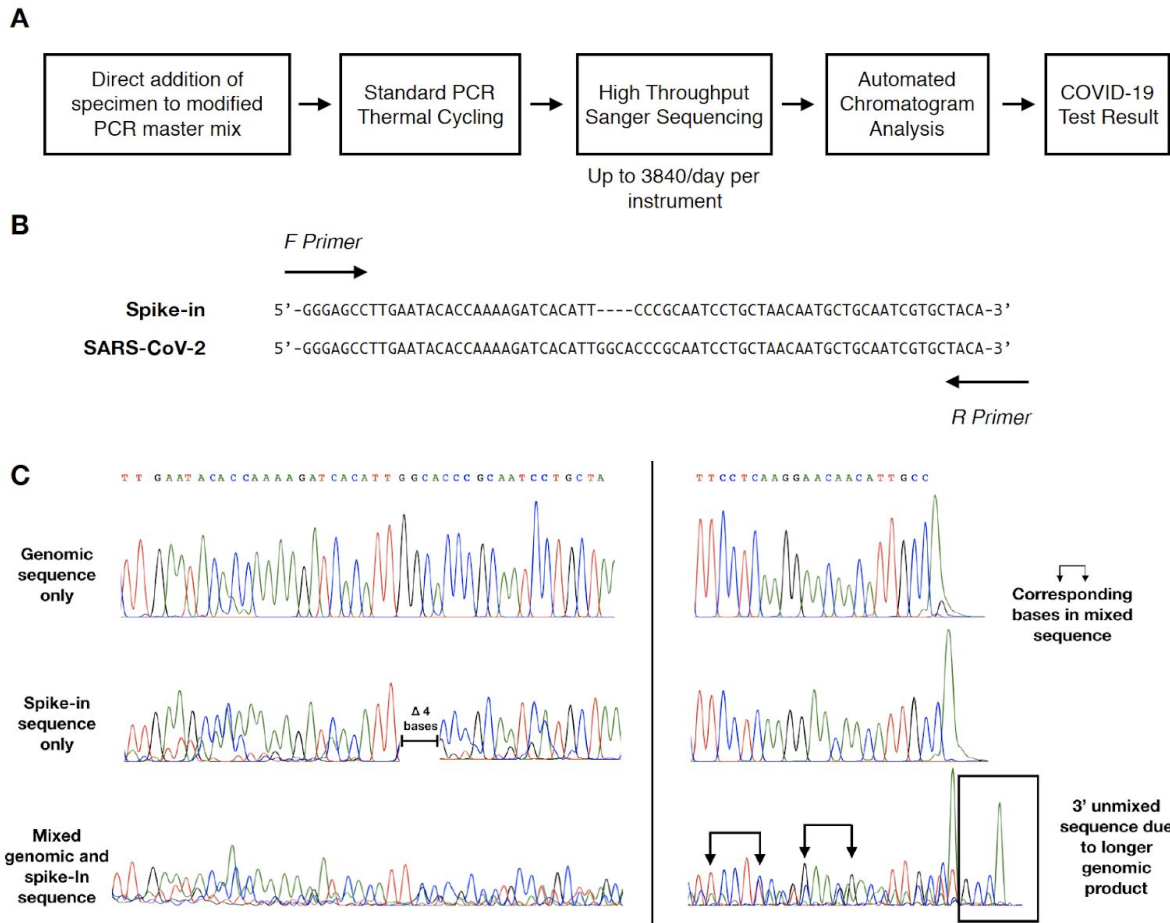 A
Direct addition of
specimen to modified
PCR master mix
Standard PCR
Thermal Cycling
High Throughput
Sanger Sequencing
Up to 3840/day per
instrument
Automated
Chromatogram
Analysis
COVID-19
Test Result
B
F Primer
Spike-in 5’-GGGAGCCTTGAATACACCAAAAGATCACATT----CCCGCAATCCTGCTAACAATGCTGCAATCGTGCTACA-3’
SARS-CoV-2 5’-GGGAGCCTTGAATACACCAAAAGATCACATTGGCACCCGCAATCCTGCTAACAATGCTGCAATCGTGCTACA-3’
R Primer
C
T T GAATACACCAAAAGATCACATT GGCACCCGCAATCCTGCTA
TTCCTCAAGGAACAACATTGCC
Genomic
sequence
only
Corresponding
bases in mixed
sequence
Spike-in
sequence
only
Δ 4
bases
Mixed
genomic and
spike-In
sequence
3’ unmixed
sequence due
to longer
genomic
product